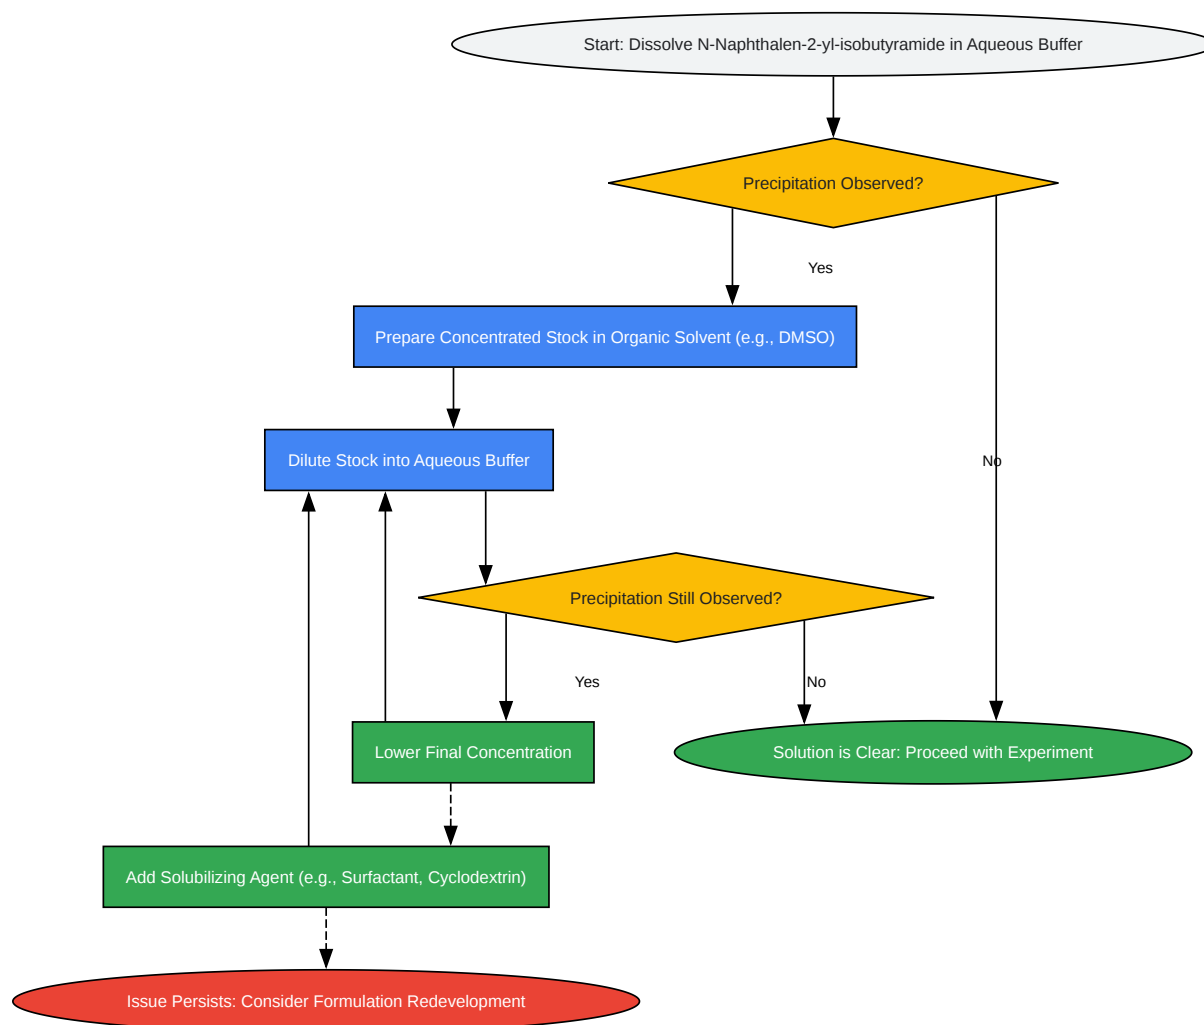 Start: Dissolve N-Naphthalen-2-yl-isobutyramide in Aqueous Buffer
Precipitation Observed?
Yes
Prepare Concentrated Stock in Organic Solvent (e.g., DMSO)
Dilute Stock into Aqueous Buffer
No
Precipitation Still Observed?
Yes
No
Lower Final Concentration
Solution is Clear: Proceed with Experiment
Add Solubilizing Agent (e.g., Surfactant, Cyclodextrin)
Issue Persists: Consider Formulation Redevelopment